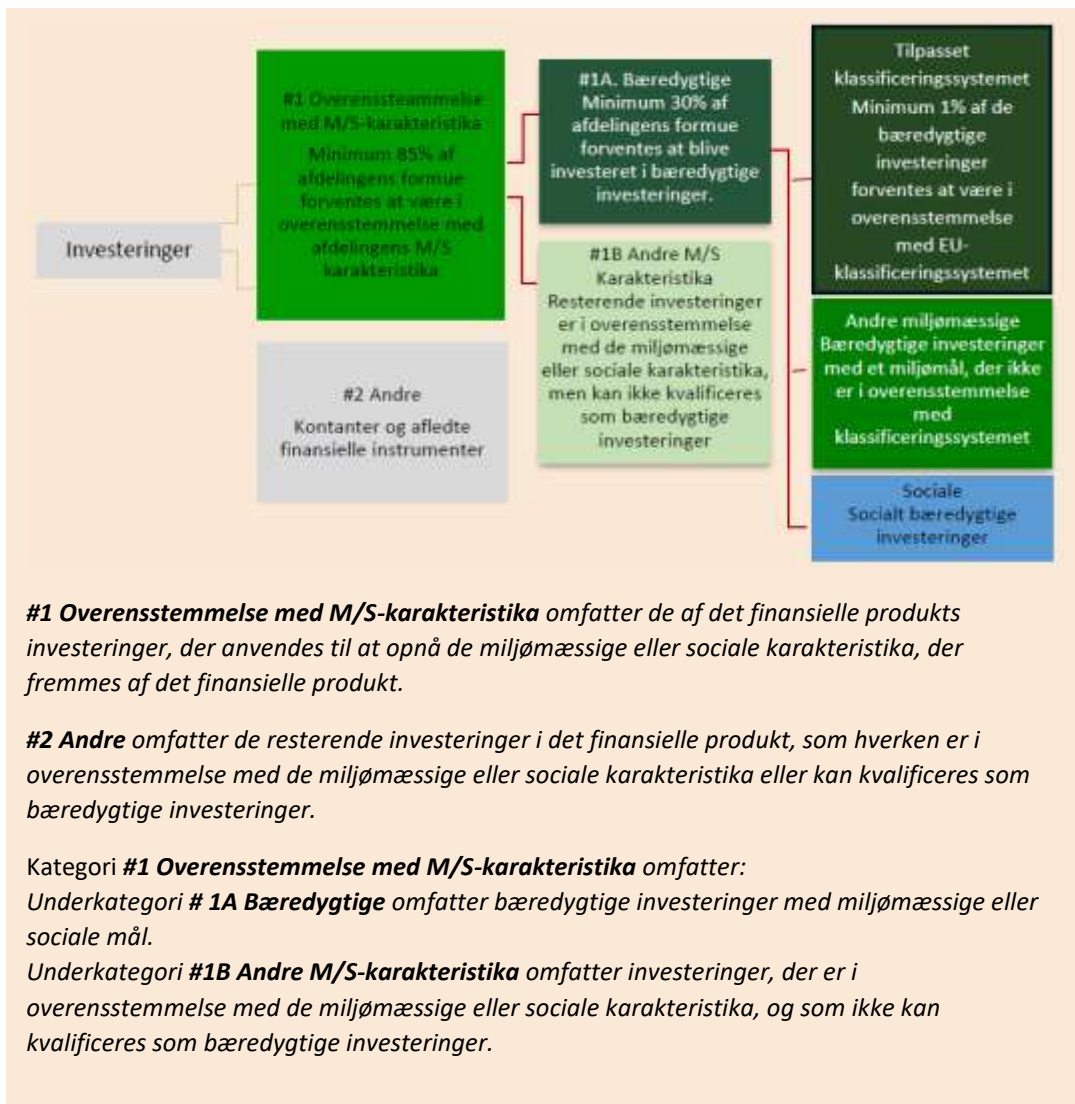 Investeringer
#1 Overenssteammelse
med M/S-karakteristika
Minimum 85% af
afdelingens formue
forventes at være i
overensstemmelse med
afdelingens M/S
karakteristika
#2 Andre
Kontanter og afledte
finansielle instrumenter
#1A. Bæredygtige
Minimum 30% af
afdelingens formue
forventes at blive
investeret i bæredygtige
investeringer.
#1B Andre M/S
Karakteristika
Resterende investeringer
er i overensstemmelse
med de miljømæssige
eller sociale karakteristika,
men kan ikke kvalificeres
som bæredygtige
investeringer
Tilpasset
klassificeringssystemet
Minimum 1% af de
bæredygtige
investeringer
forventes at være i
overensstemmelse
med EU-
klassificeringssystemet
Andre miljømæssige
Bæredygtige investeringer
med et miljømål, der ikke
er i overensstemmelse
med
klassificeringssystemet
Sociale
Socialt bæredygtige
investeringer
#1 Overensstemmelse med M/S-karakteristika omfatter de af det finansielle produkts
investeringer, der anvendes til at opnå de miljømæssige eller sociale karakteristika, der
fremmes af det finansielle produkt.
#2 Andre omfatter de resterende investeringer i det finansielle produkt, som hverken er i
overensstemmelse med de miljømæssige eller sociale karakteristika eller kan kvalificeres som
bæredygtige investeringer.
Kategori #1 Overensstemmelse med M/S-karakteristika omfatter:
Underkategori # 1A Bæredygtige omfatter bæredygtige investeringer med miljømæssige eller
sociale mål.
Underkategori #1B Andre M/S-karakteristika omfatter investeringer, der er i
overensstemmelse med de miljømæssige eller sociale karakteristika, og som ikke kan
kvalificeres som bæredygtige investeringer.